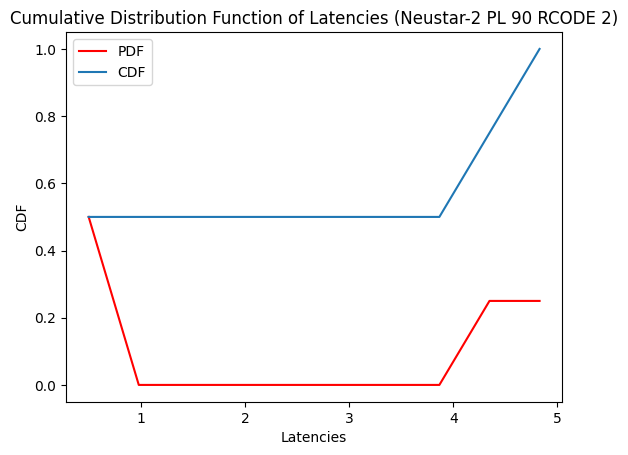 Cumulative Distribution Function of Latencies (Neustar-2 PL 90 RCODE 2)
PDF
CDF
1.0
0.8
0.6
0.4
0.2
0.0
CDF
1 2 3 4 5
Latencies